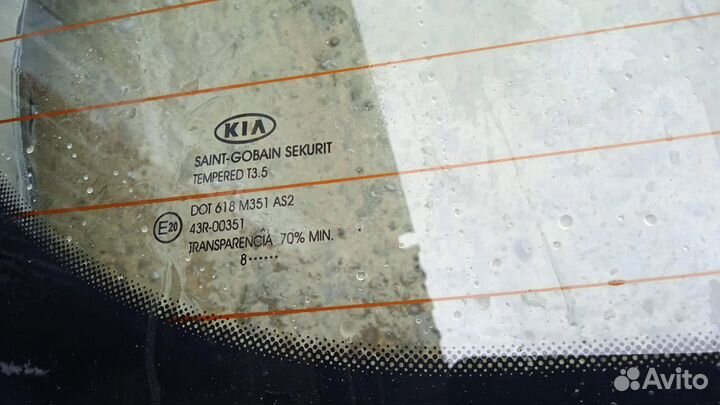 KIA
SAINT-GOBAIN SEKURIT
TEMPERED T3.5
DOT 618 M351 AS2
E20
43R-00351
TRANSPARENCIA 70% MIN.
8......
Avito